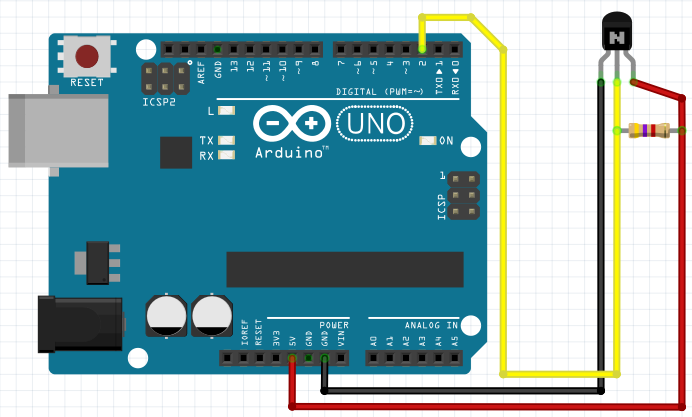 RESET
ICSP2
AREF
GND
13
12
~11
~10
~9
8
7
~6
~5
4
~3
2
TX0▶1
RX0◀0
DIGITAL (PWM=~)
L
TX
RX
Arduino™
UNO
ON
1
ICSP
N
IOREF
RESET
3V3
5V
GND
GND
VIN
POWER
ANALOG IN
A0
A1
A2
A3
A4
A5